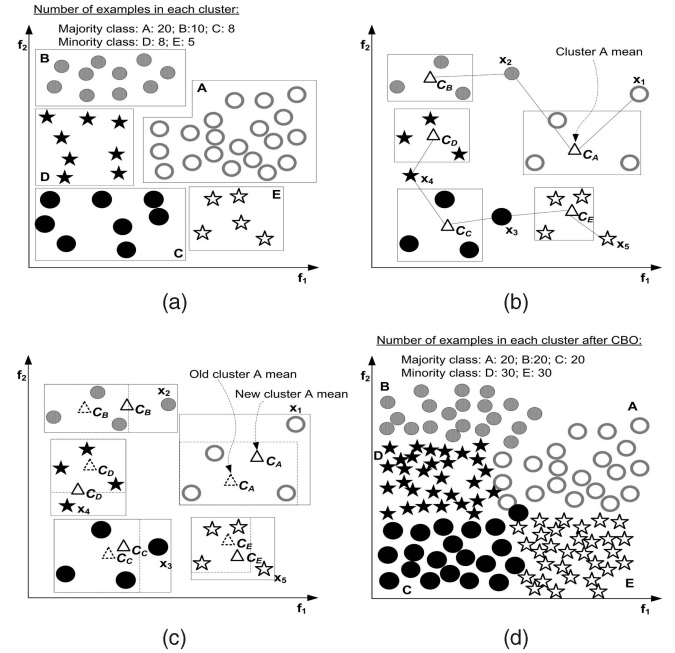 Number of examples in each cluster:
Majority class: A: 20; B:10; C: 8
Minority class: D: 8; E: 5
f2
B
A
D
E
C
f1
(a)
f2
x2
Cluster A mean
x1
CB
CD
CA
x4
CC
x3
CE
x5
f1
(b)
f2
x2
Old cluster A mean
New cluster A mean
x1
CB
CB
CA
CD
CA
CD
x4
CC
CC
x3
CE
CE
x5
f1
(c)
Number of examples in each cluster after CBO:
Majority class: A: 20; B:20; C: 20
Minority class: D: 30; E: 30
f2
B
A
D
C
E
f1
(d)